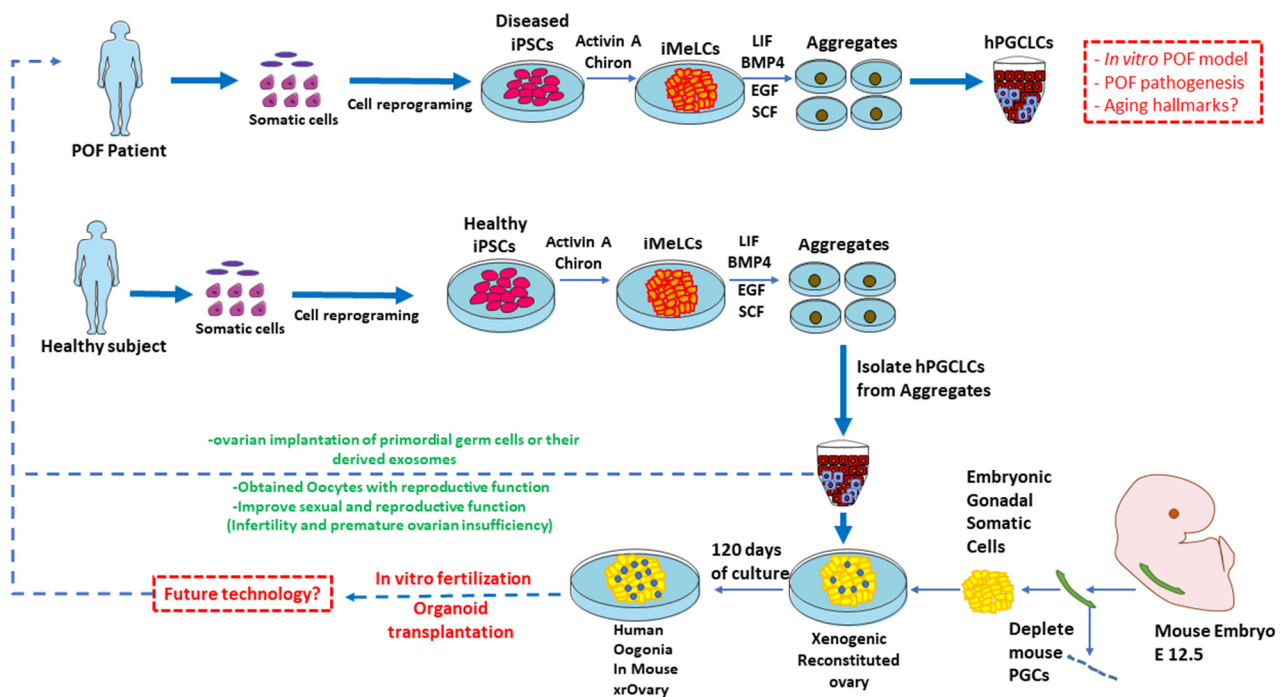 Diseased
iPSCs
Activin A
Chiron
iMeLCs
LIF
BMP4
EGF
SCF
Aggregates
hPGCLCs
- In vitro POF model
- POF pathogenesis
- Aging hallmarks?
Somatic cells
Cell reprograming
POF Patient
Healthy
iPSCs
Activin A
Chiron
iMeLCs
LIF
BMP4
EGF
SCF
Aggregates
Somatic cells
Cell reprograming
Healthy subject
Isolate hPGCLCs
from Aggregates
-ovarian implantation of primordial germ cells or their
derived exosomes
-Obtained Oocytes with reproductive function
-Improve sexual and reproductive function
(Infertility and premature ovarian insufficiency)
Embryonic
Gonadal
Somatic
Cells
120 days
of culture
In vitro fertilization
Organoid
transplantation
Future technology?
Human
Oogonia
In Mouse
xrOvary
Xenogenic
Reconstituted
ovary
Deplete
mouse
PGCs
Mouse Embryo
E 12.5